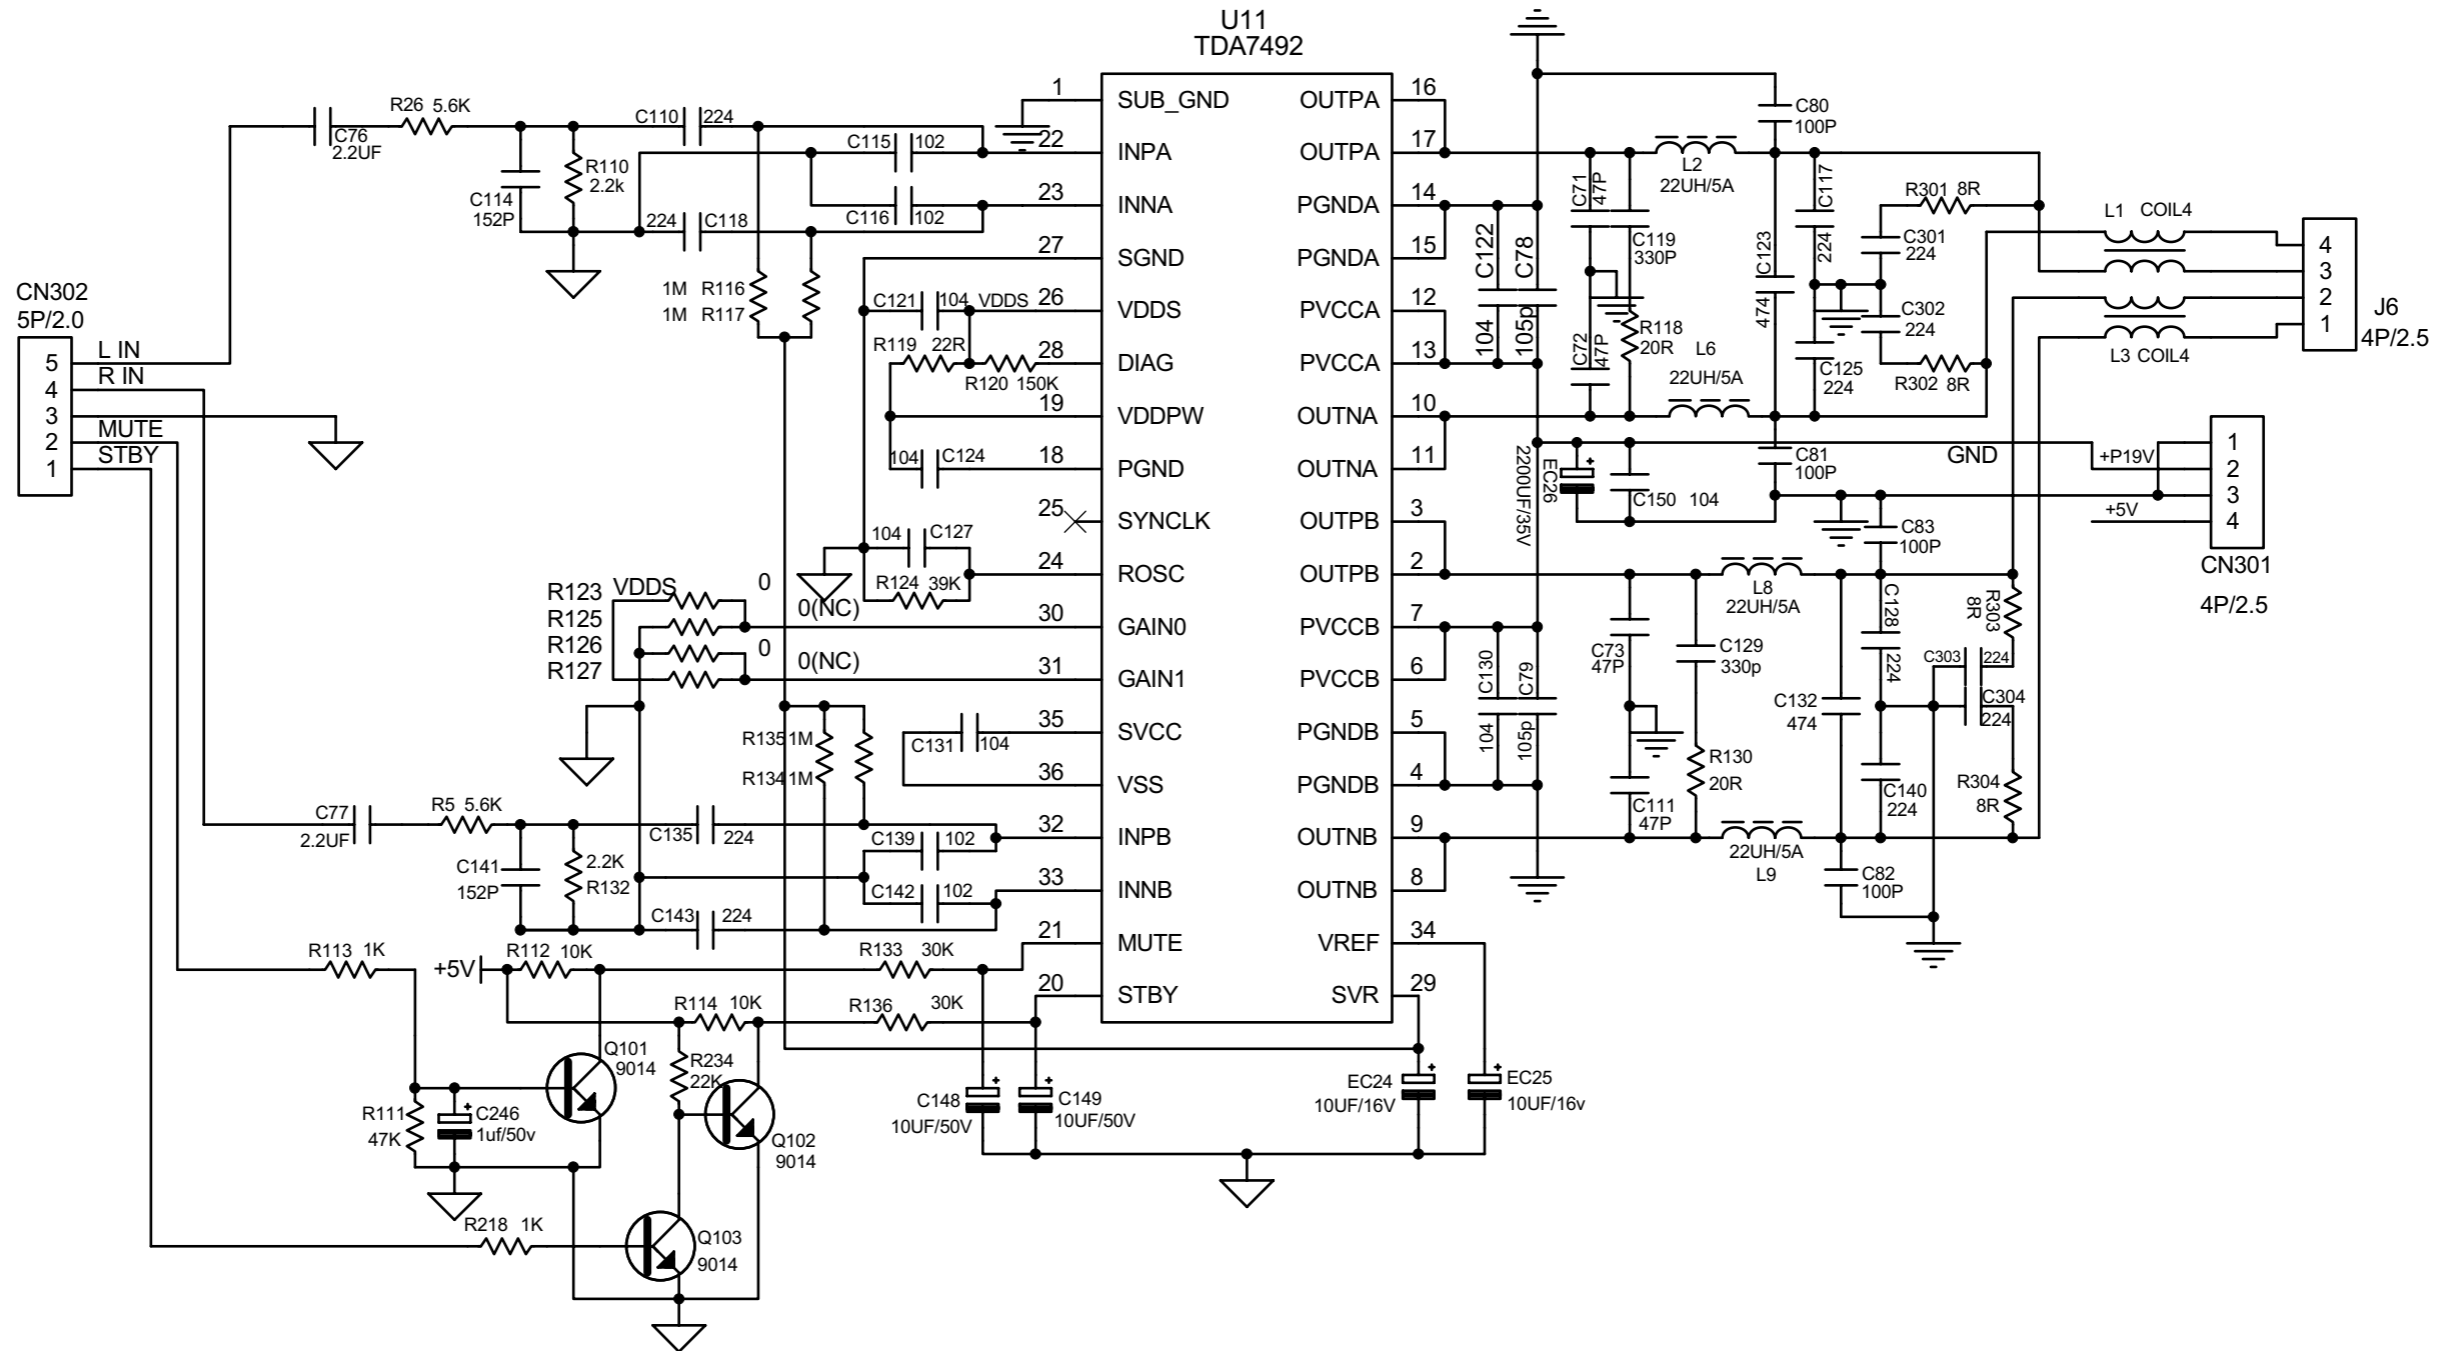 U11
TDA7492
1
SUB_GND
22
INPA
23
INNA
27
SGND
26
VDDS
28
DIAG
19
VDDPW
18
PGND
25
SYNCLK
24
ROSC
30
GAIN0
31
GAIN1
35
SVCC
36
VSS
32
INPB
33
INNB
21
MUTE
20
STBY
OUTPA
16
OUTPA
17
PGNDA
14
PGNDA
15
PVCCA
12
PVCCA
13
OUTNA
10
OUTNA
11
OUTPB
3
OUTPB
2
PVCCB
7
PVCCB
6
PGNDB
5
PGNDB
4
OUTNB
9
OUTNB
8
VREF
34
SVR
29
CN302
5P/2.0
5
L IN
4
R IN
3
2
MUTE
1
STBY
C76
2.2UF
R26 5.6K
C114
152P
R110
2.2k
C110 224
C115 102
C116 102
224 C118
1M R116
1M R117
C121 104 VDDS
R119 22R
R120 150K
104 C124
104 C127
R124 39K
R123 VDDS 0
R125 0(NC)
R126 0
R127 0(NC)
C131 104
R135 1M
R134 1M
C77
2.2UF
R5 5.6K
C141
152P
2.2K
R132
C135 224
C139 102
C142 102
C143 224
R113 1K
+5V
R112 10K
R133 30K
R114 10K
R136 30K
R111
47K
C246
1uf/50v
Q101
9014
R234
22K
Q102
9014
R218 1K
Q103
9014
C148
10UF/50V
C149
10UF/50V
EC24
10UF/16V
EC25
10UF/16v
C80
100P
L2
22UH/5A
C71
47P
C119
330P
C122
104
C78
105p
C72
47P
R118
20R
L6
22UH/5A
C123
474
C117
224
C125
224
R301 8R
C301
224
C302
224
R302 8R
L1 COIL4
L3 COIL4
4
3
2
1
J6
4P/2.5
2200UF/35V
EC26
C150 104
C81
100P
GND
+P19V
+5V
1
2
3
4
CN301
4P/2.5
C83
100P
L8
22UH/5A
C73
47P
C129
330p
C130
104
C79
105p
C111
47P
R130
20R
22UH/5A
L9
C132
474
C128
224
C140
224
R303
8R
C303 224
C304
224
R304
8R
C82
100P